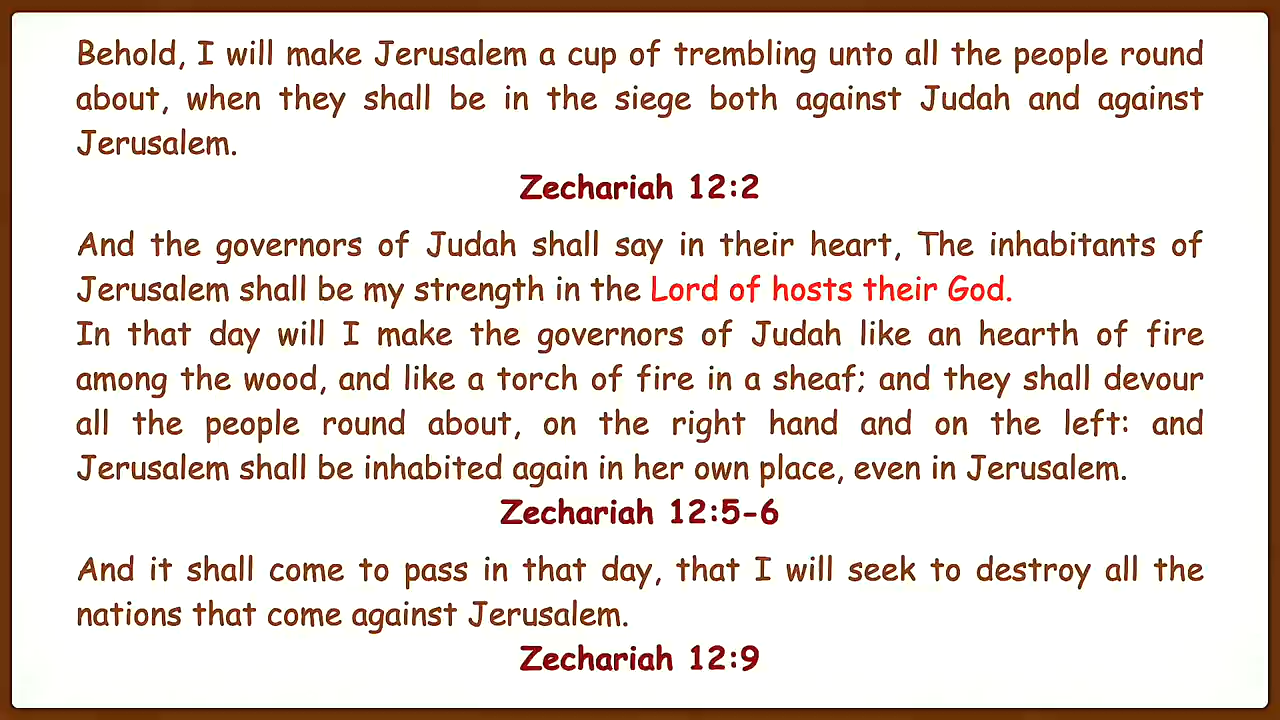 Behold, I will make Jerusalem a cup of trembling unto all the people round
about, when they shall be in the siege both against Judah and against
Jerusalem.
Zechariah 12:2
And the governors of Judah shall say in their heart, The inhabitants of
Jerusalem shall be my strength in the Lord of hosts their God.
In that day will I make the governors of Judah like an hearth of fire
among the wood, and like a torch of fire in a sheaf; and they shall devour
all the people round about, on the right hand and on the left: and
Jerusalem shall be inhabited again in her own place, even in Jerusalem.
Zechariah 12:5-6
And it shall come to pass in that day, that I will seek to destroy all the
nations that come against Jerusalem.
Zechariah 12:9